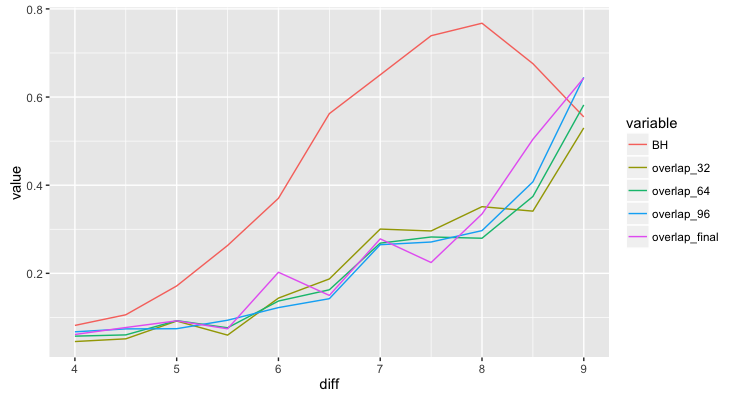 0.8
0.6
0.4
0.2
value
4 5 6 7 8 9
diff
variable
BH
overlap_32
overlap_64
overlap_96
overlap_final